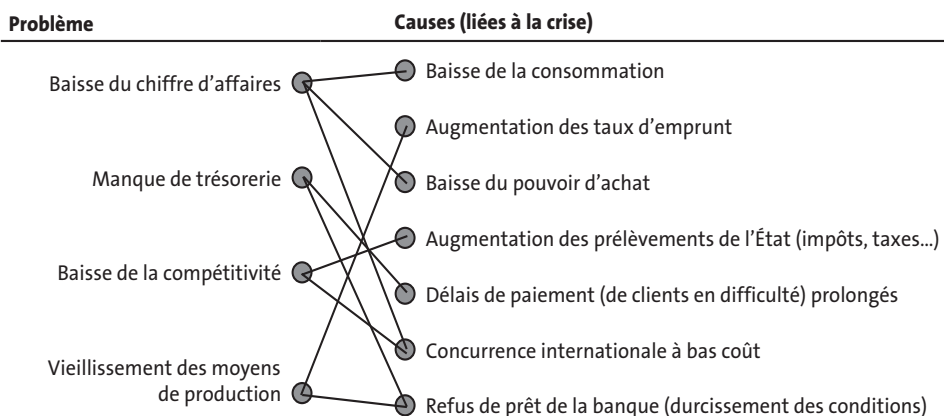 Problème
Causes (liées à la crise)
Baisse du chiffre d’affaires
Baisse de la consommation
Augmentation des taux d’emprunt
Manque de trésorerie
Baisse du pouvoir d’achat
Augmentation des prélèvements de l’État (impôts, taxes…)
Baisse de la compétitivité
Délais de paiement (de clients en difficulté) prolongés
Concurrence internationale à bas coût
Vieillissement des moyens
de production
Refus de prêt de la banque (durcissement des conditions)